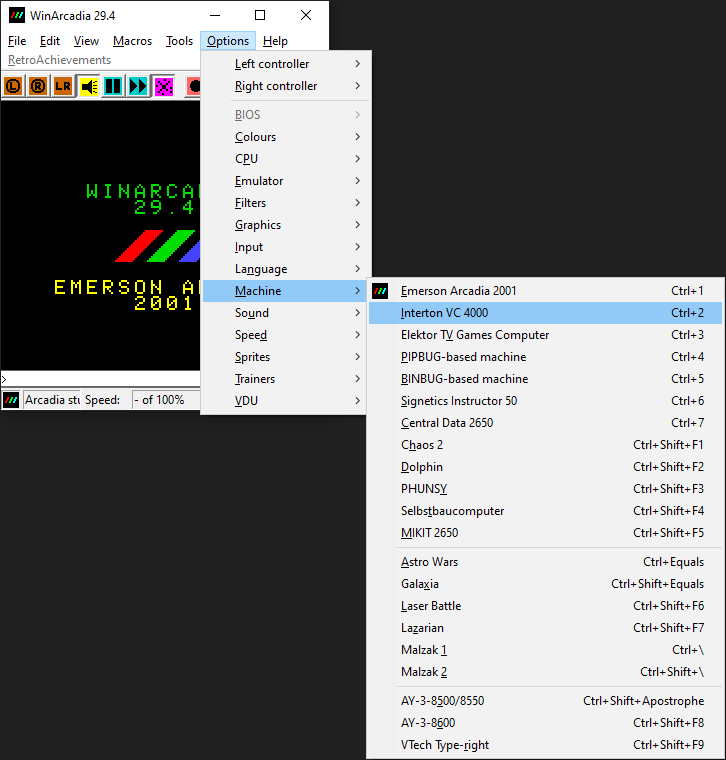 WinArcadia 29.4
File Edit View Macros Tools Options Help
RetroAchievements
L R LR
WINARCA
29.4
EMERSON A
2001
>
Arcadia stu Speed: - of 100%
Left controller
Right controller
BIOS
Colours
CPU
Emulator
Filters
Graphics
Input
Language
Machine
Sound
Speed
Sprites
Trainers
VDU
Emerson Arcadia 2001 Ctrl+1
Interton VC 4000 Ctrl+2
Elektor TV Games Computer Ctrl+3
PIPBUG-based machine Ctrl+4
BINBUG-based machine Ctrl+5
Signetics Instructor 50 Ctrl+6
Central Data 2650 Ctrl+7
Chaos 2 Ctrl+Shift+F1
Dolphin Ctrl+Shift+F2
PHUNSY Ctrl+Shift+F3
Selbstbaucomputer Ctrl+Shift+F4
MIKIT 2650 Ctrl+Shift+F5
Astro Wars Ctrl+Equals
Galaxia Ctrl+Shift+Equals
Laser Battle Ctrl+Shift+F6
Lazarian Ctrl+Shift+F7
Malzak 1 Ctrl+\
Malzak 2 Ctrl+Shift+\
AY-3-8500/8550 Ctrl+Shift+Apostrophe
AY-3-8600 Ctrl+Shift+F8
VTech Type-right Ctrl+Shift+F9